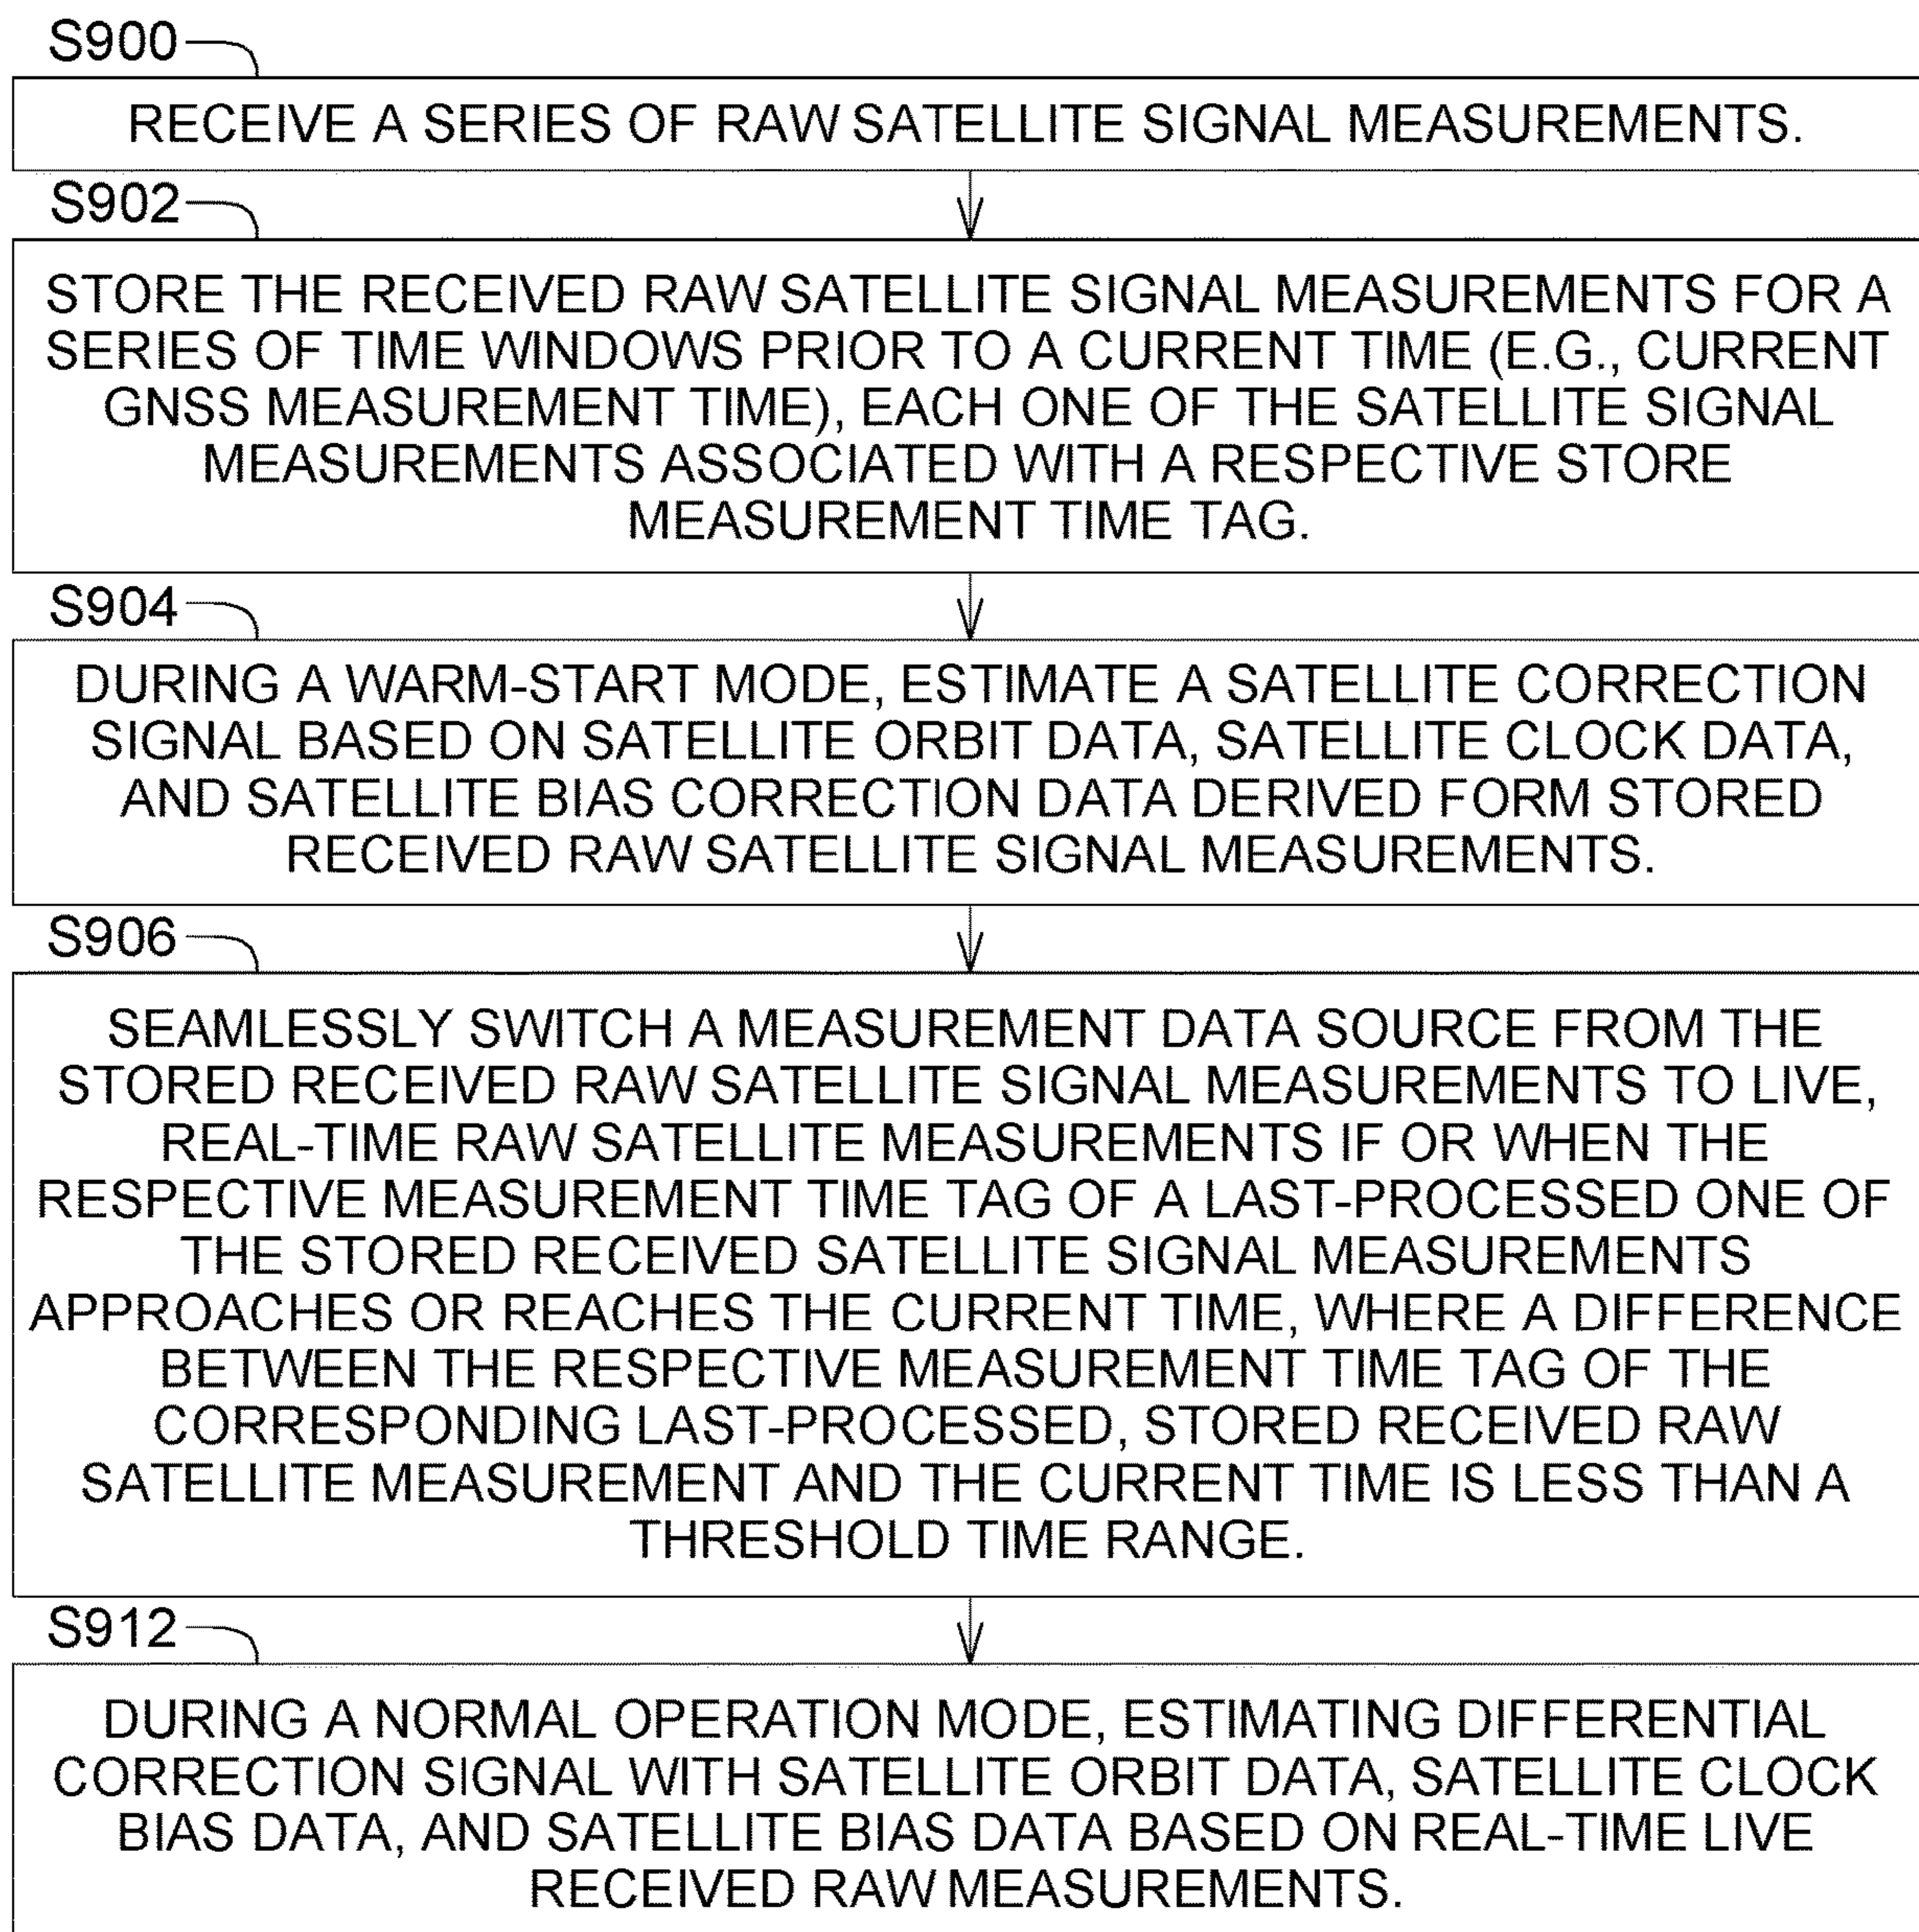 S900
RECEIVE A SERIES OF RAW SATELLITE SIGNAL MEASUREMENTS.
S902
STORE THE RECEIVED RAW SATELLITE SIGNAL MEASUREMENTS FOR A
SERIES OF TIME WINDOWS PRIOR TO A CURRENT TIME (E.G., CURRENT
GNSS MEASUREMENT TIME), EACH ONE OF THE SATELLITE SIGNAL
MEASUREMENTS ASSOCIATED WITH A RESPECTIVE STORE
MEASUREMENT TIME TAG.
S904
DURING A WARM-START MODE, ESTIMATE A SATELLITE CORRECTION
SIGNAL BASED ON SATELLITE ORBIT DATA, SATELLITE CLOCK DATA,
AND SATELLITE BIAS CORRECTION DATA DERIVED FORM STORED
RECEIVED RAW SATELLITE SIGNAL MEASUREMENTS.
S906
SEAMLESSLY SWITCH A MEASUREMENT DATA SOURCE FROM THE
STORED RECEIVED RAW SATELLITE SIGNAL MEASUREMENTS TO LIVE,
REAL-TIME RAW SATELLITE MEASUREMENTS IF OR WHEN THE
RESPECTIVE MEASUREMENT TIME TAG OF A LAST-PROCESSED ONE OF
THE STORED RECEIVED SATELLITE SIGNAL MEASUREMENTS
APPROACHES OR REACHES THE CURRENT TIME, WHERE A DIFFERENCE
BETWEEN THE RESPECTIVE MEASUREMENT TIME TAG OF THE
CORRESPONDING LAST-PROCESSED, STORED RECEIVED RAW
SATELLITE MEASUREMENT AND THE CURRENT TIME IS LESS THAN A
THRESHOLD TIME RANGE.
S912
DURING A NORMAL OPERATION MODE, ESTIMATING DIFFERENTIAL
CORRECTION SIGNAL WITH SATELLITE ORBIT DATA, SATELLITE CLOCK
BIAS DATA, AND SATELLITE BIAS DATA BASED ON REAL-TIME LIVE
RECEIVED RAW MEASUREMENTS.